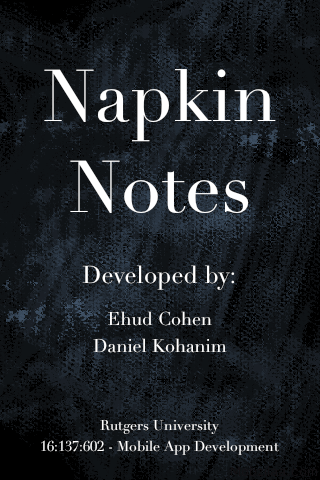 Napkin
Notes
Developed by:
Ehud Cohen
Daniel Kohanim
Rutgers University
16:137:602 - Mobile App Development